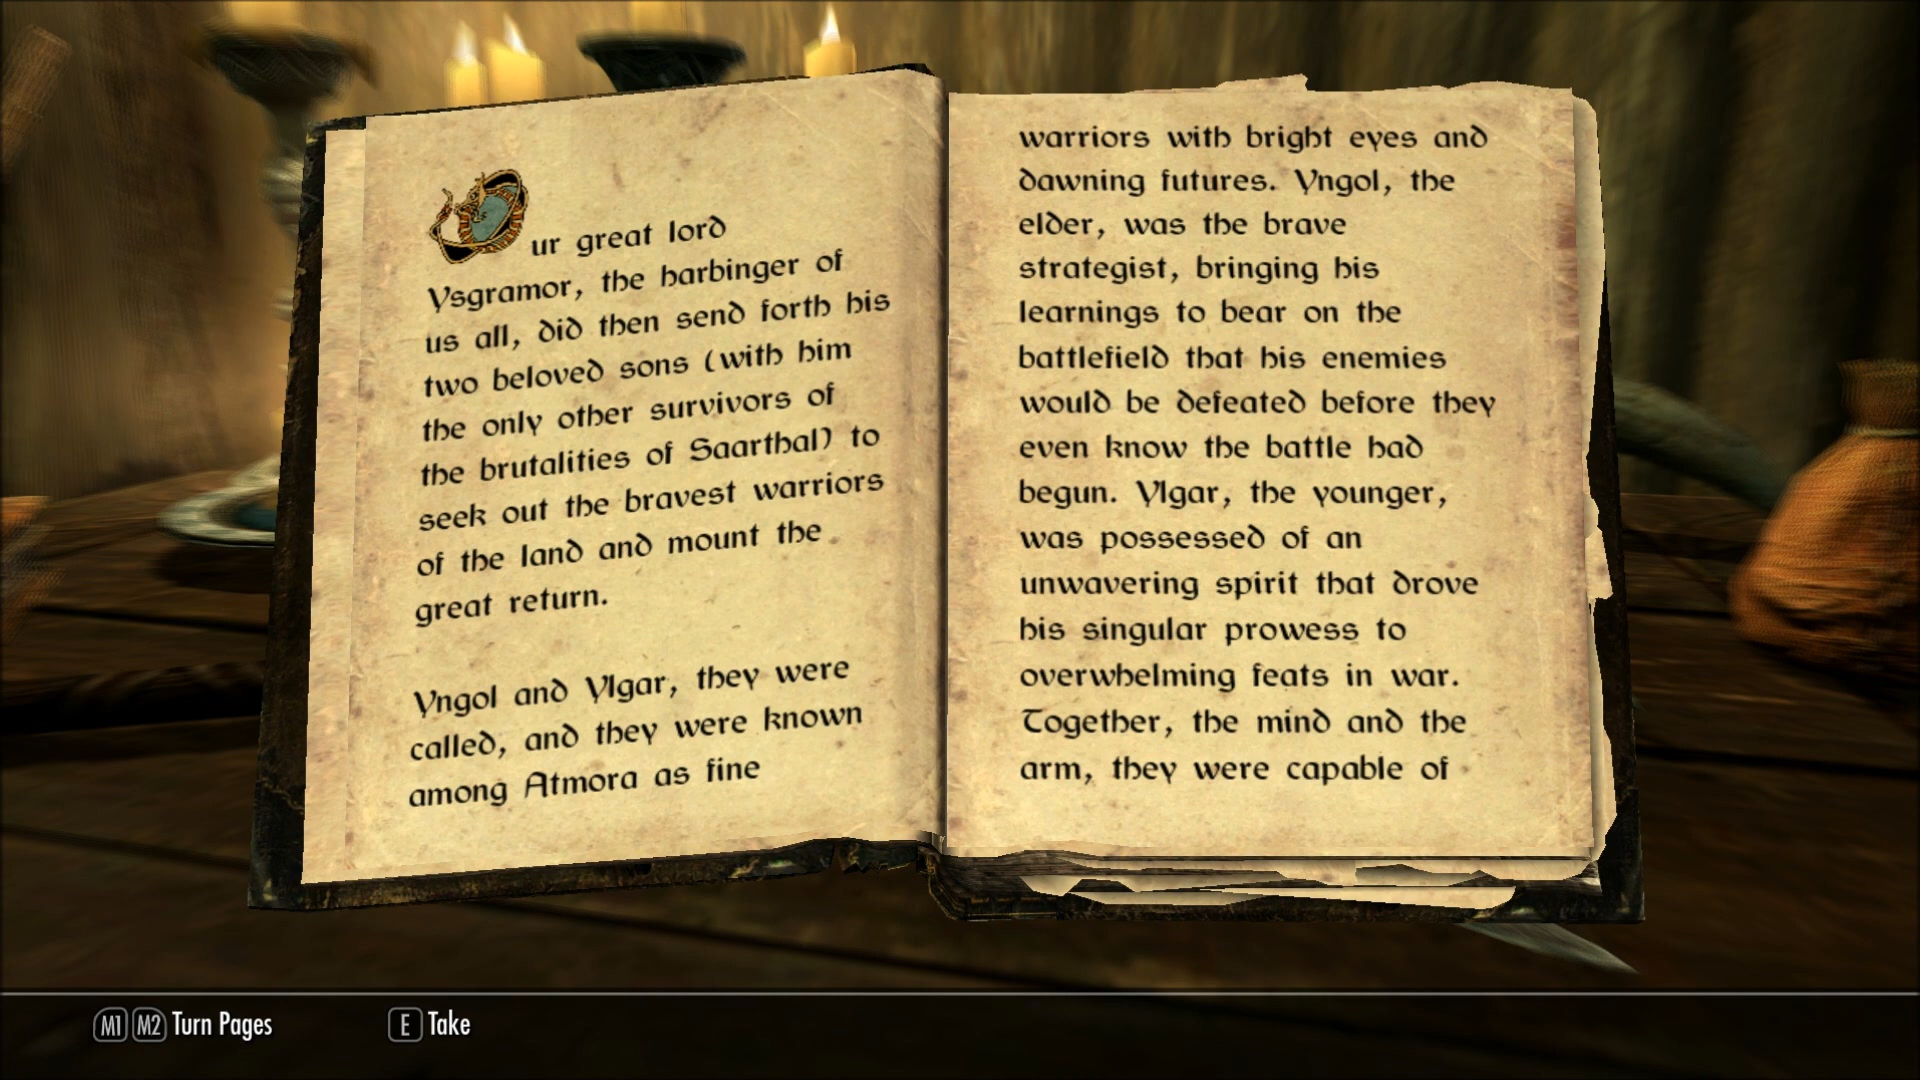 Our great lord
Ysgramor, the harbinger of
us all, did then send forth his
two beloved sons (with him
the only other survivors of
the brutalities of Saarthal) to
seek out the bravest warriors
of the land and mount the
great return.
Yngol and Ylgar, they were
called, and they were known
among Atmora as fine
warriors with bright eyes and
dawning futures. Yngol, the
elder, was the brave
strategist, bringing his
learnings to bear on the
battlefield that his enemies
would be defeated before they
even know the battle had
begun. Ylgar, the younger,
was possessed of an
unwavering spirit that drove
his singular prowess to
overwhelming feats in war.
Together, the mind and the
arm, they were capable of
M1 M2 Turn Pages
E Take